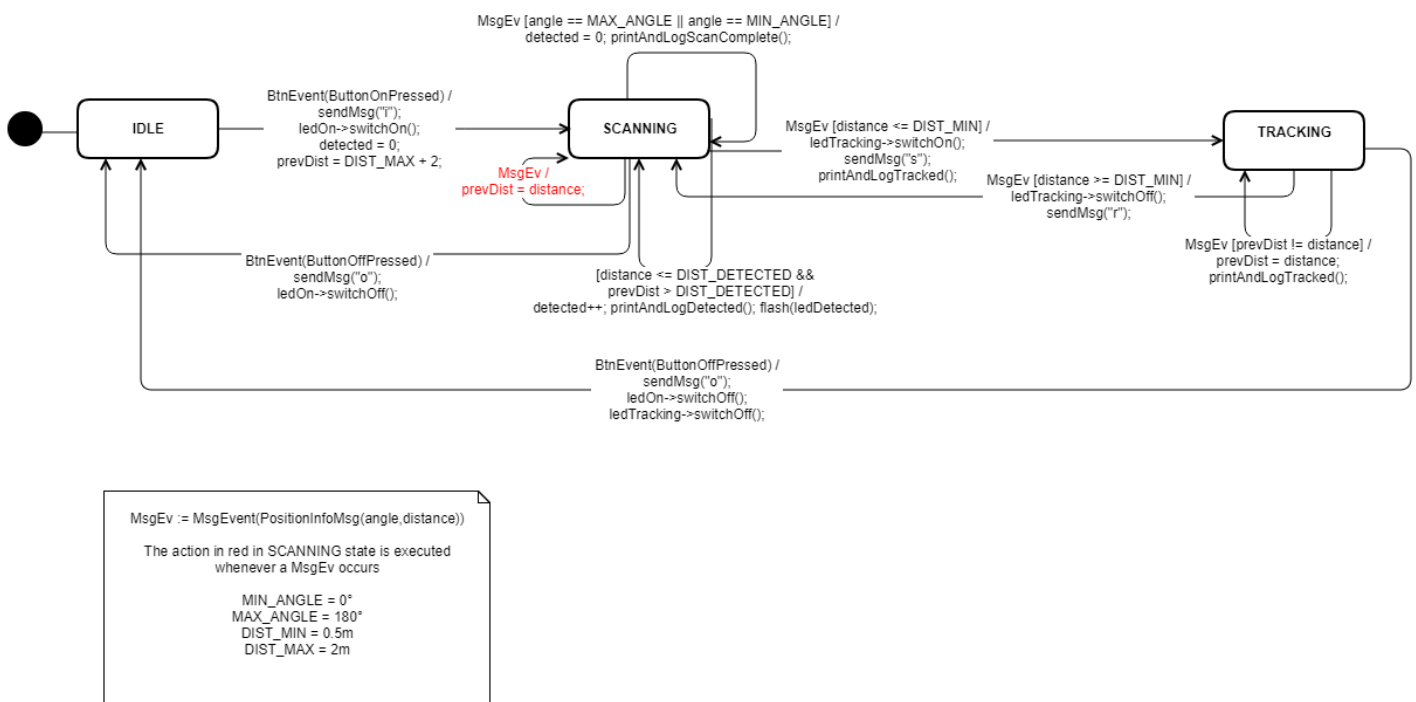 MsgEv [angle == MAX_ANGLE || angle == MIN_ANGLE] /
detected = 0; printAndLogScanComplete();
IDLE
BtnEvent(ButtonOnPressed) /
sendMsg("i");
ledOn->switchOn();
detected = 0;
prevDist = DIST_MAX + 2;
SCANNING
MsgEv /
prevDist = distance;
MsgEv [distance <= DIST_MIN] /
ledTracking->switchOn();
sendMsg("s");
printAndLogTracked();
TRACKING
MsgEv [distance >= DIST_MIN] /
ledTracking->switchOff();
sendMsg("r");
MsgEv [prevDist != distance] /
prevDist = distance;
printAndLogTracked();
BtnEvent(ButtonOffPressed) /
sendMsg("o");
ledOn->switchOff();
[distance <= DIST_DETECTED &&
prevDist > DIST_DETECTED] /
detected++; printAndLogDetected(); flash(ledDetected);
BtnEvent(ButtonOffPressed) /
sendMsg("o");
ledOn->switchOff();
ledTracking->switchOff();
MsgEv := MsgEvent(PositionInfoMsg(angle,distance))
The action in red in SCANNING state is executed
whenever a MsgEv occurs
MIN_ANGLE = 0°
MAX_ANGLE = 180°
DIST_MIN = 0.5m
DIST_MAX = 2m